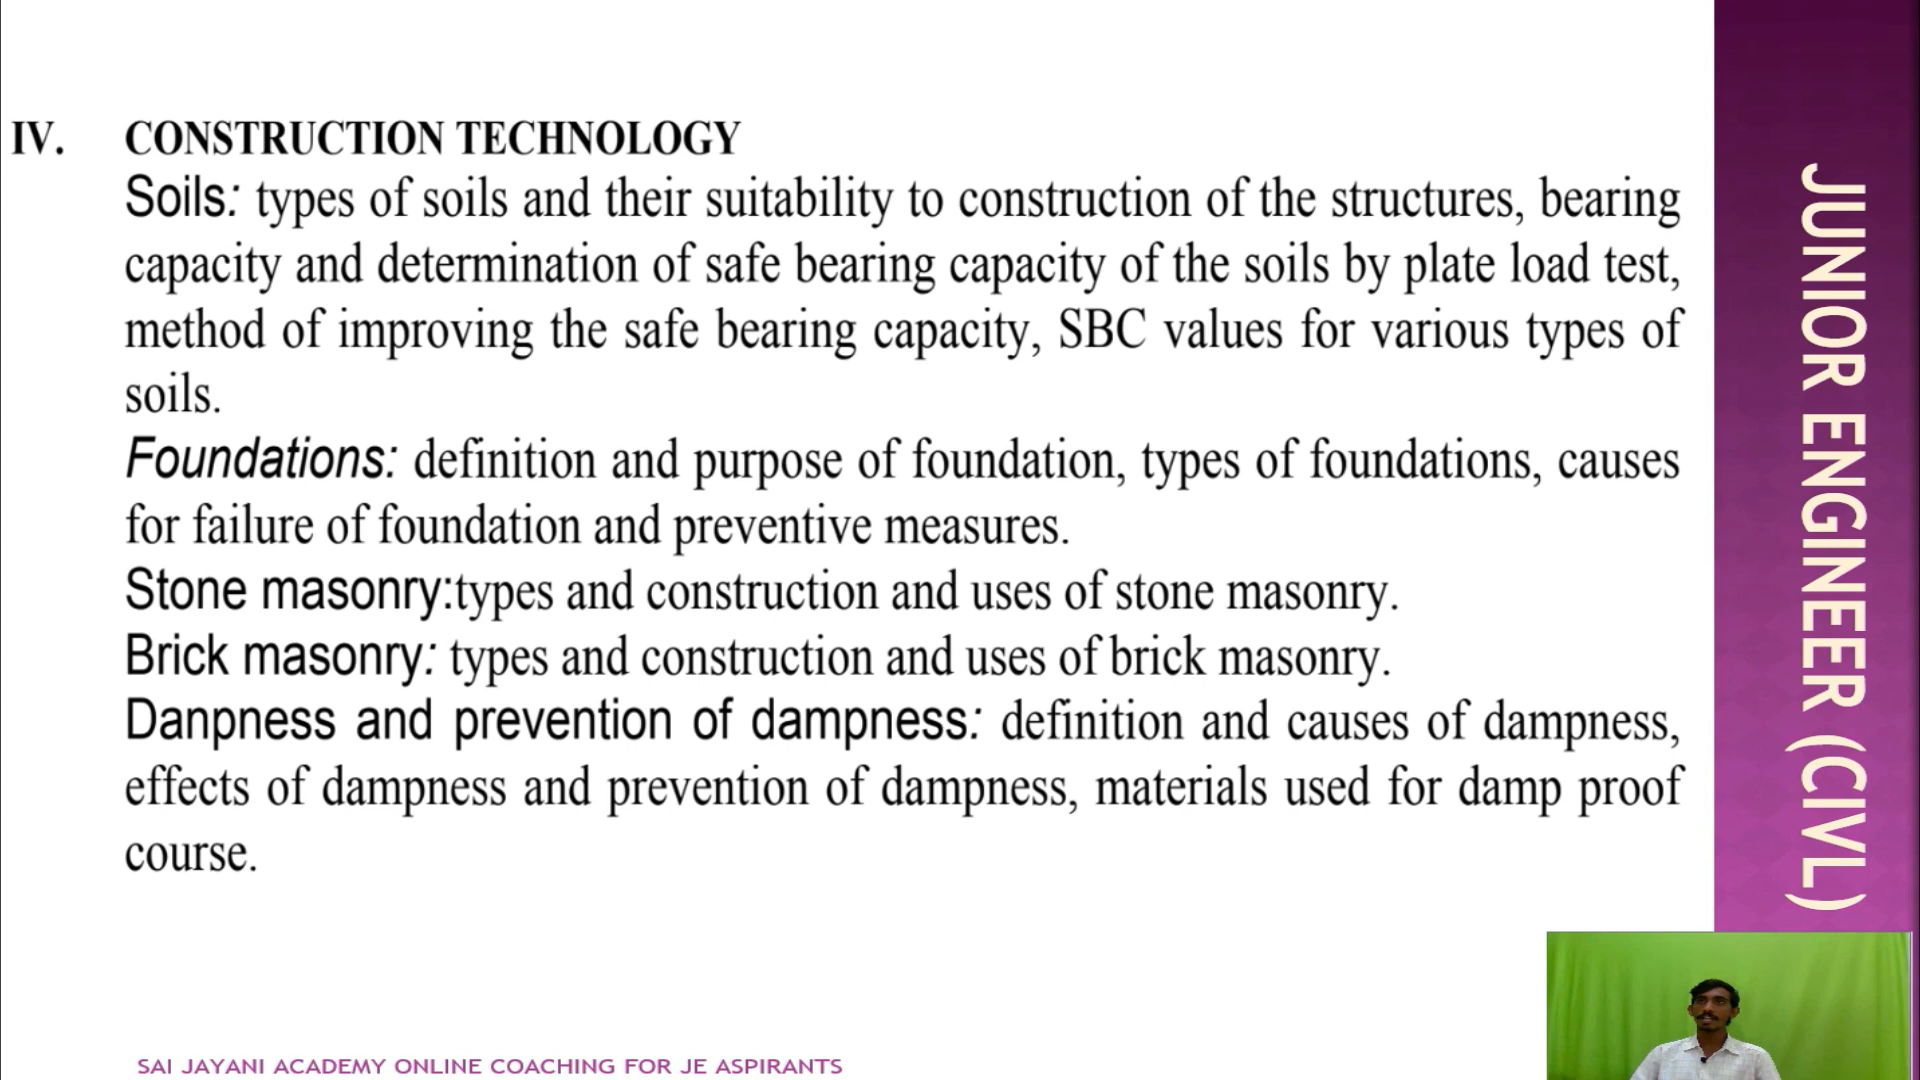 IV. CONSTRUCTION TECHNOLOGY
Soils: types of soils and their suitability to construction of the structures, bearing
capacity and determination of safe bearing capacity of the soils by plate load test,
method of improving the safe bearing capacity, SBC values for various types of
soils.
Foundations: definition and purpose of foundation, types of foundations, causes
for failure of foundation and preventive measures.
Stone masonry:types and construction and uses of stone masonry.
Brick masonry: types and construction and uses of brick masonry.
Danpness and prevention of dampness: definition and causes of dampness,
effects of dampness and prevention of dampness, materials used for damp proof
course.
JUNIOR ENGINEER (CIVL)
SAI JAYANI ACADEMY ONLINE COACHING FOR JE ASPIRANTS